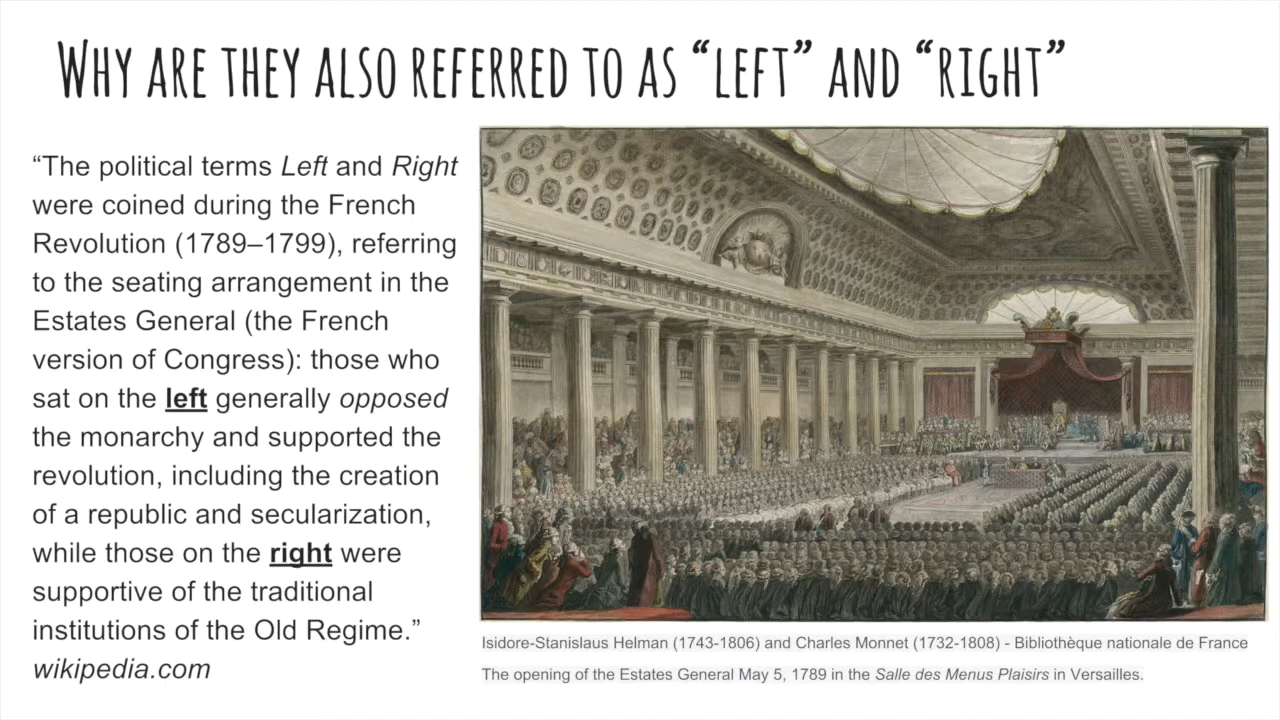 WHY ARE THEY ALSO REFERRED TO AS “LEFT” AND “RIGHT”
“The political terms Left and Right
were coined during the French
Revolution (1789–1799), referring
to the seating arrangement in the
Estates General (the French
version of Congress): those who
sat on the left generally opposed
the monarchy and supported the
revolution, including the creation
of a republic and secularization,
while those on the right were
supportive of the traditional
institutions of the Old Regime.”
wikipedia.com
Isidore-Stanislaus Helman (1743-1806) and Charles Monnet (1732-1808) - Bibliothèque nationale de France
The opening of the Estates General May 5, 1789 in the Salle des Menus Plaisirs in Versailles.